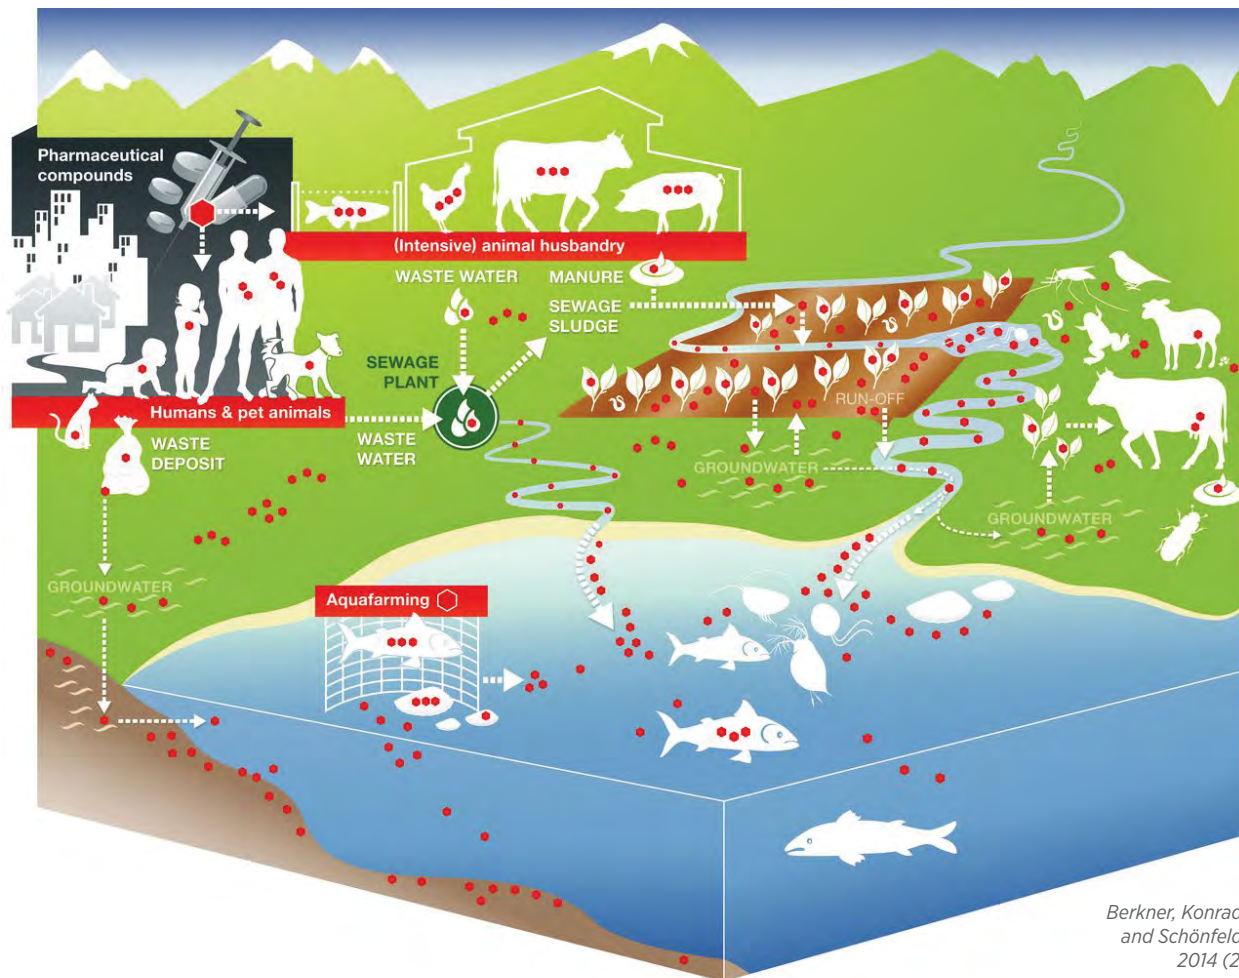 Pharmaceutical
compounds
(Intensive) animal husbandry
WASTE WATER
MANURE
SEWAGE
SLUDGE
SEWAGE
PLANT
Humans & pet animals
WASTE
DEPOSIT
WASTE
WATER
RUN-OFF
GROUNDWATER
GROUNDWATER
GROUNDWATER
Aquafarming
Berkner, Konrad
and Schönfeld
2014 (2